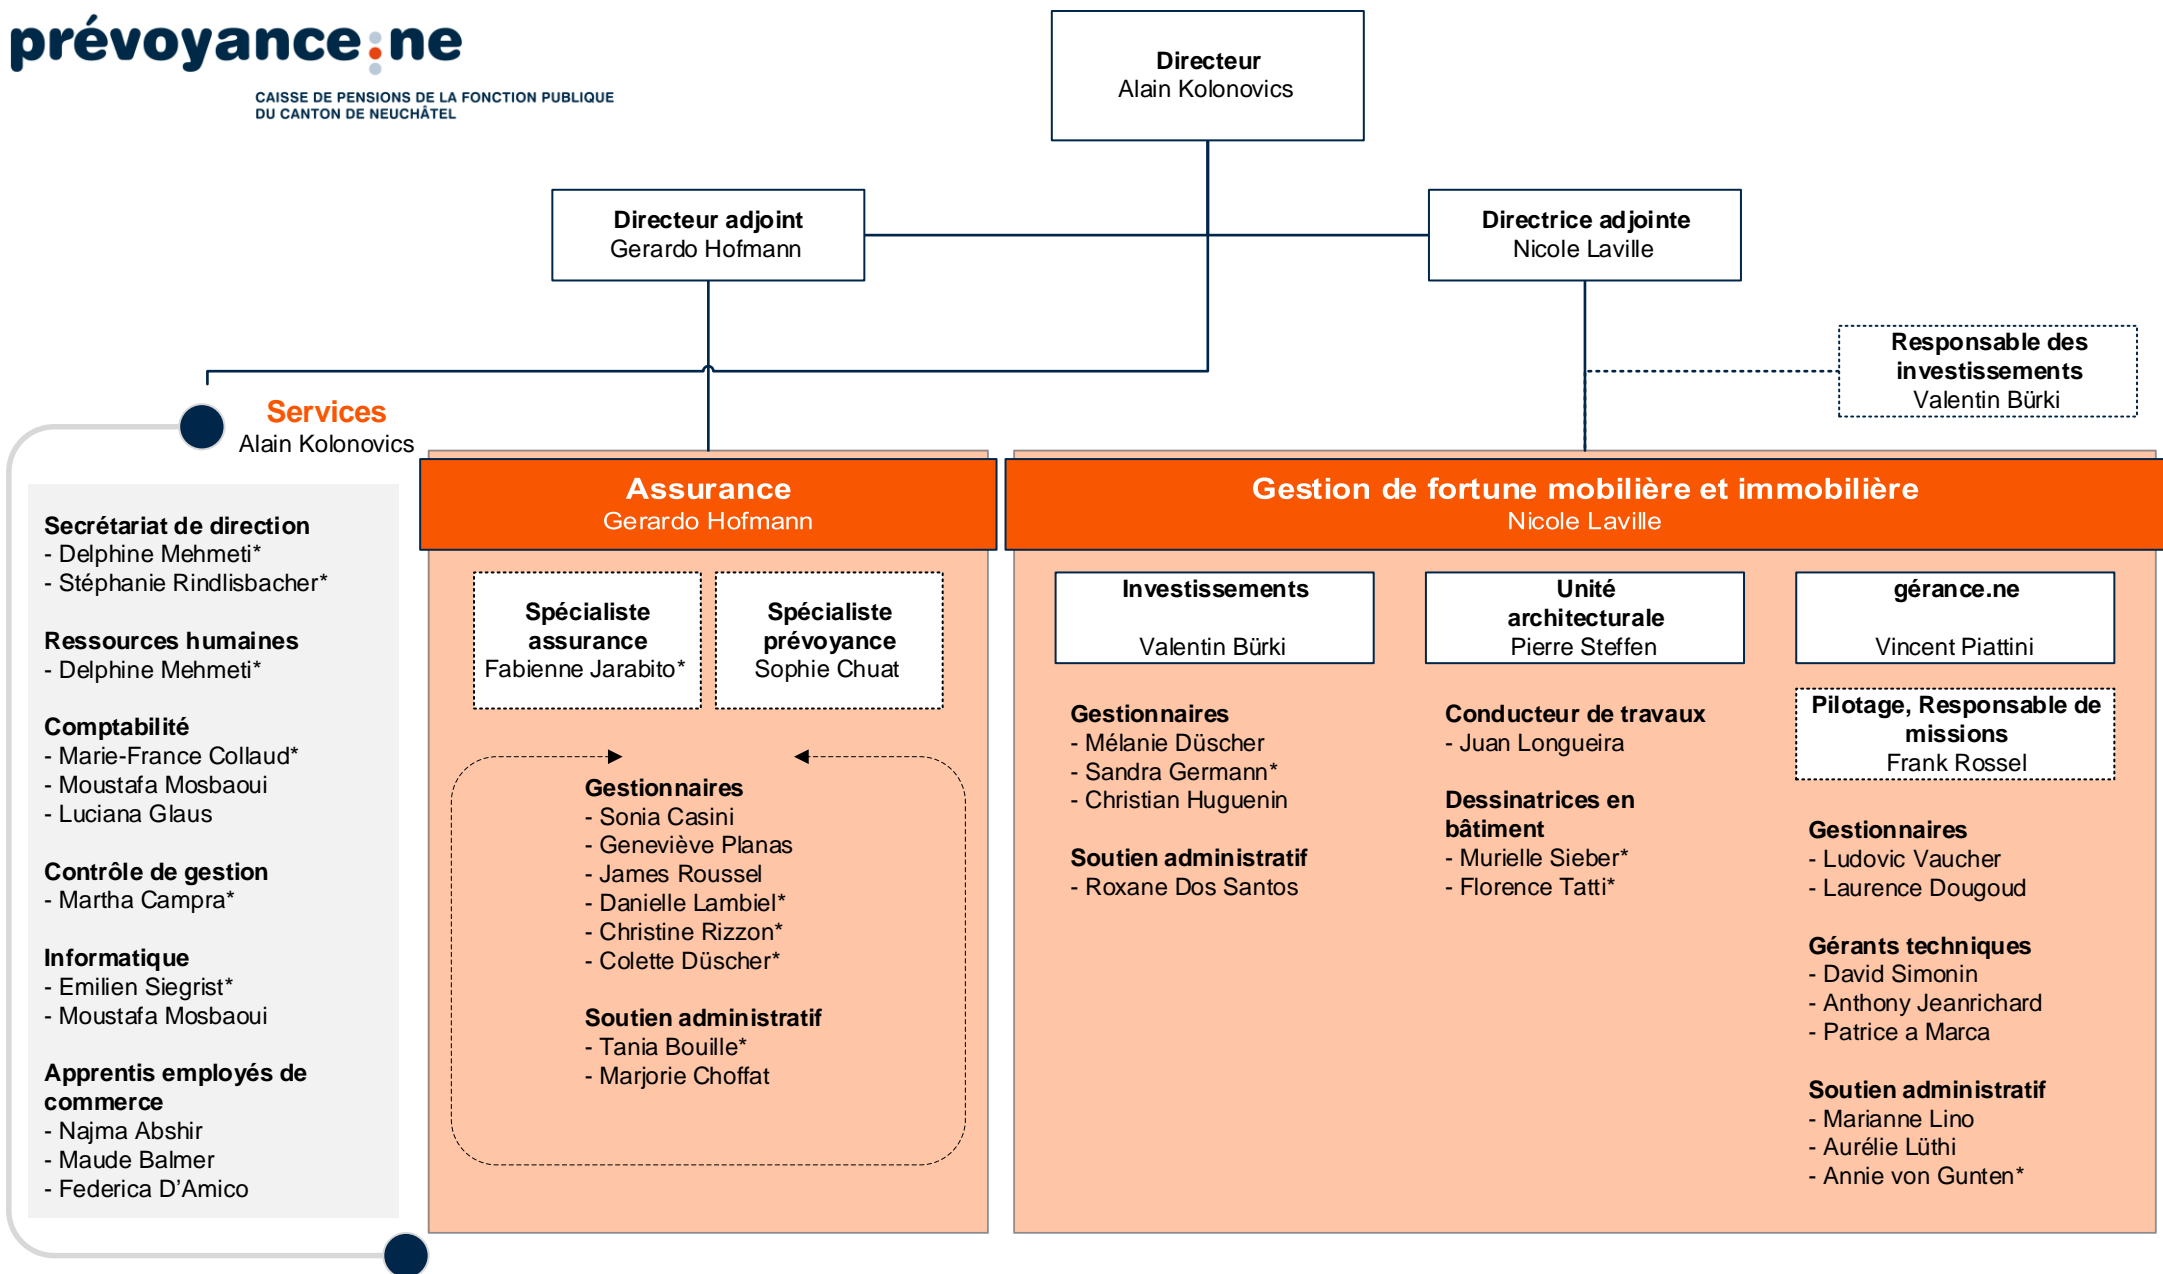 prévoyance.ne
CAISSE DE PENSIONS DE LA FONCTION PUBLIQUE
DU CANTON DE NEUCHÂTEL
Directeur
Alain Kolonovics
Directeur adjoint
Gerardo Hofmann
Directrice adjointe
Nicole Laville
Responsable des
investissements
Valentin Bürki
Services
Alain Kolonovics
Secrétariat de direction
- Delphine Mehmeti*
- Stéphanie Rindlisbacher*
Ressources humaines
- Delphine Mehmeti*
Comptabilité
- Marie-France Collaud*
- Moustafa Mosbaoui
- Luciana Glaus
Contrôle de gestion
- Martha Campra*
Informatique
- Emilien Siegrist*
- Moustafa Mosbaoui
Apprentis employés de
commerce
- Najma Abshir
- Maude Balmer
- Federica D’Amico
Assurance
Gerardo Hofmann
Spécialiste
assurance
Fabienne Jarabito*
Spécialiste
prévoyance
Sophie Chuat
Gestionnaires
- Sonia Casini
- Geneviève Planas
- James Roussel
- Danielle Lambiel*
- Christine Rizzon*
- Colette Düscher*
Soutien administratif
- Tania Bouille*
- Marjorie Choffat
Gestion de fortune mobilière et immobilière
Nicole Laville
Investissements
Valentin Bürki
Gestionnaires
- Mélanie Düscher
- Sandra Germann*
- Christian Huguenin
Soutien administratif
- Roxane Dos Santos
Unité
architecturale
Pierre Steffen
Conducteur de travaux
- Juan Longueira
Dessinatrices en
bâtiment
- Murielle Sieber*
- Florence Tatti*
gérance.ne
Vincent Piattini
Pilotage, Responsable de
missions
Frank Rossel
Gestionnaires
- Ludovic Vaucher
- Laurence Dougoud
Gérants techniques
- David Simonin
- Anthony Jeanrichard
- Patrice a Marca
Soutien administratif
- Marianne Lino
- Aurélie Lüthi
- Annie von Gunten*